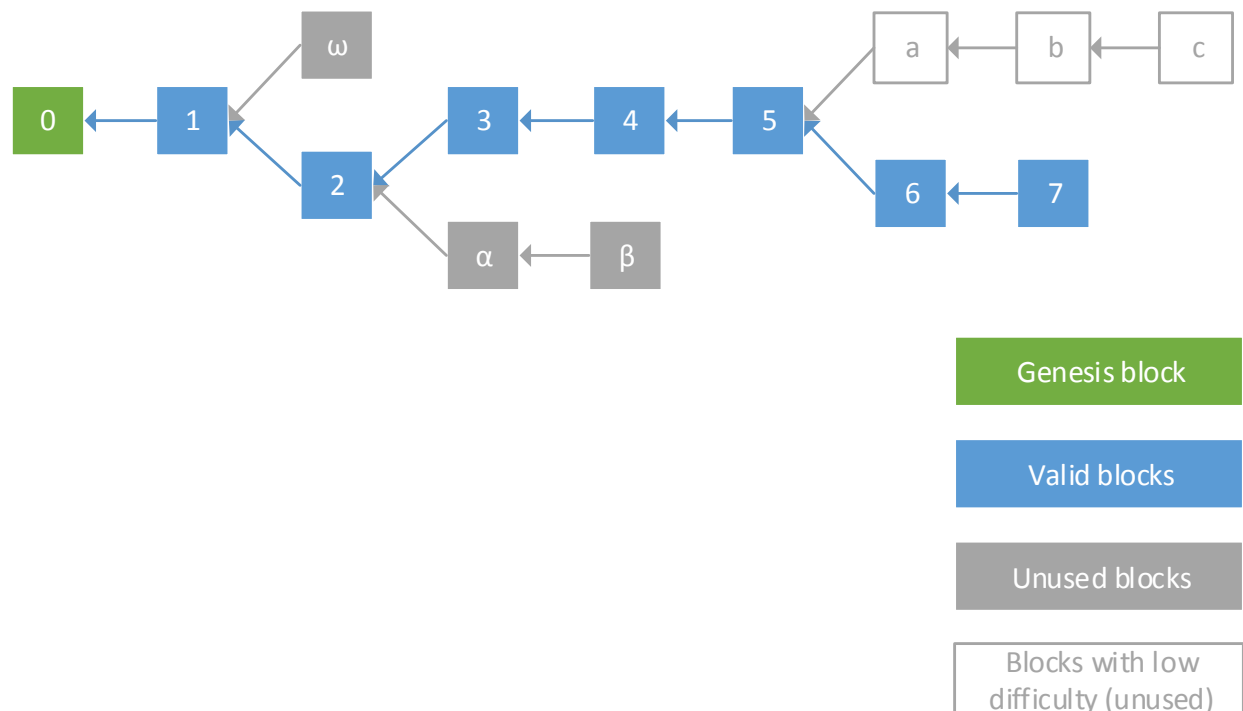 ω
a
b
c
0
1
3
4
5
2
6
7
α
β
Genesis block
Valid blocks
Unused blocks
Blocks with low
difficulty (unused)